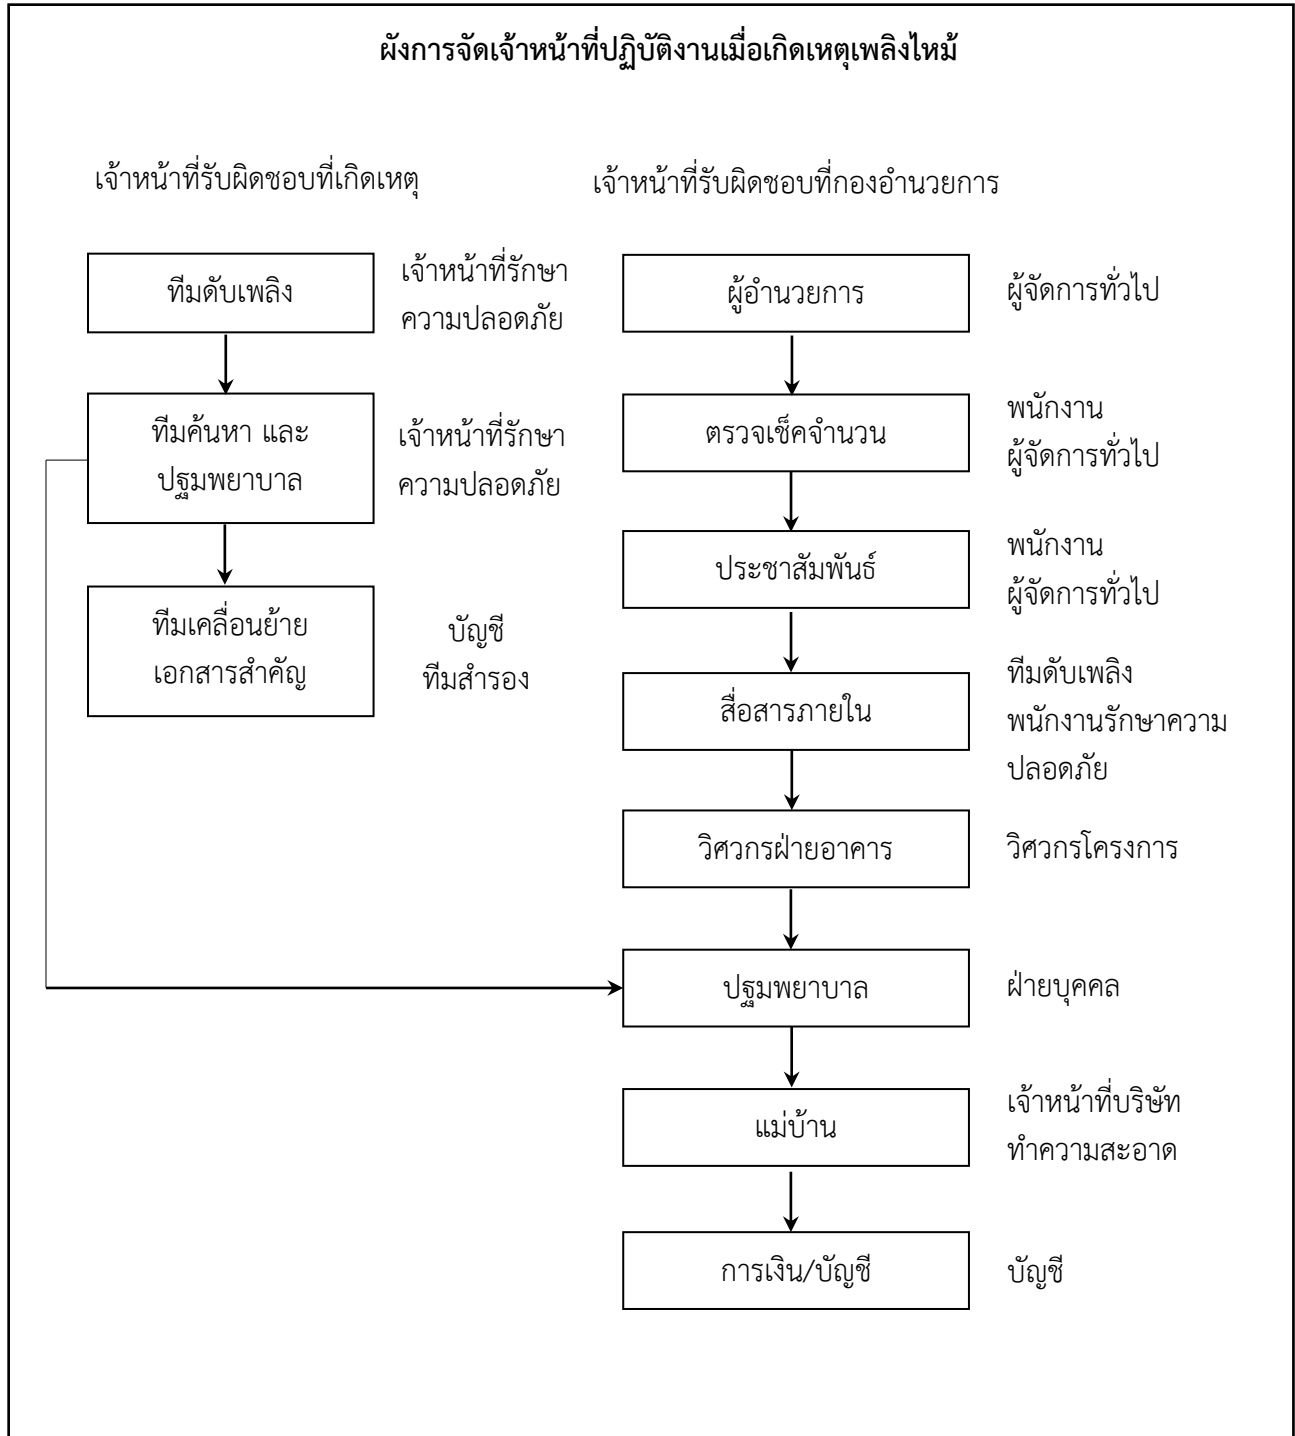 ผังการจัดเจ้าหน้าที่ปฏิบัติงานเมื่อเกิดเหตุเพลิงไหม้
เจ้าหน้าที่รับผิดชอบที่เกิดเหตุ
ทีมดับเพลิง
เจ้าหน้าที่รักษา
ความปลอดภัย
ทีมค้นหา และ
ปฐมพยาบาล
เจ้าหน้าที่รักษา
ความปลอดภัย
ทีมเคลื่อนย้าย
เอกสารสำคัญ
บัญชี
ทีมสำรอง
เจ้าหน้าที่รับผิดชอบที่กองอำนวยการ
ผู้อำนวยการ
ผู้จัดการทั่วไป
ตรวจเช็คจำนวน
พนักงาน
ผู้จัดการทั่วไป
ประชาสัมพันธ์
พนักงาน
ผู้จัดการทั่วไป
สื่อสารภายใน
ทีมดับเพลิง
พนักงานรักษาความ
ปลอดภัย
วิศวกรฝ่ายอาคาร
วิศวกรโครงการ
ปฐมพยาบาล
ฝ่ายบุคคล
แม่บ้าน
เจ้าหน้าที่บริษัท
ทำความสะอาด
การเงิน/บัญชี
บัญชี